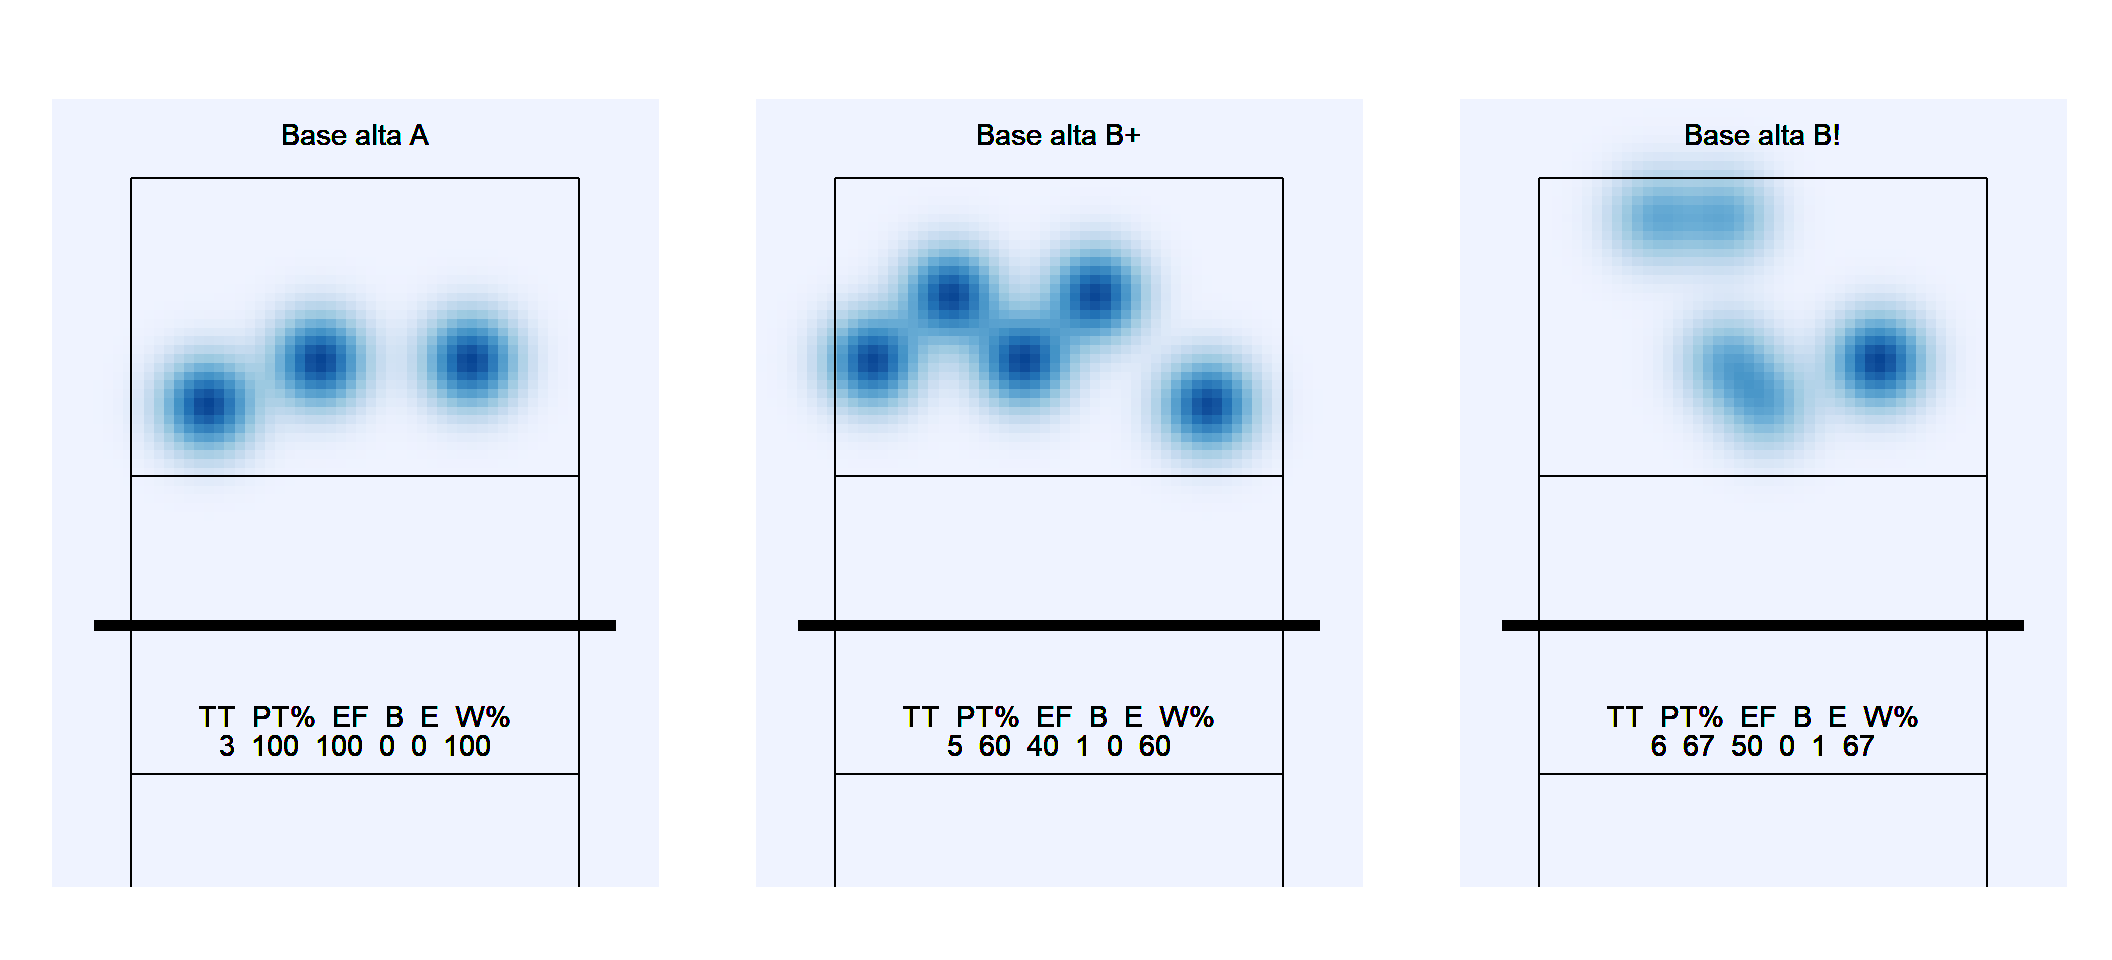 Base alta A
TT PT% EF B E W%
3 100 100 0 0 100
Base alta B+
TT PT% EF B E W%
5 60 40 1 0 60
Base alta B!
TT PT% EF B E W%
6 67 50 0 1 67